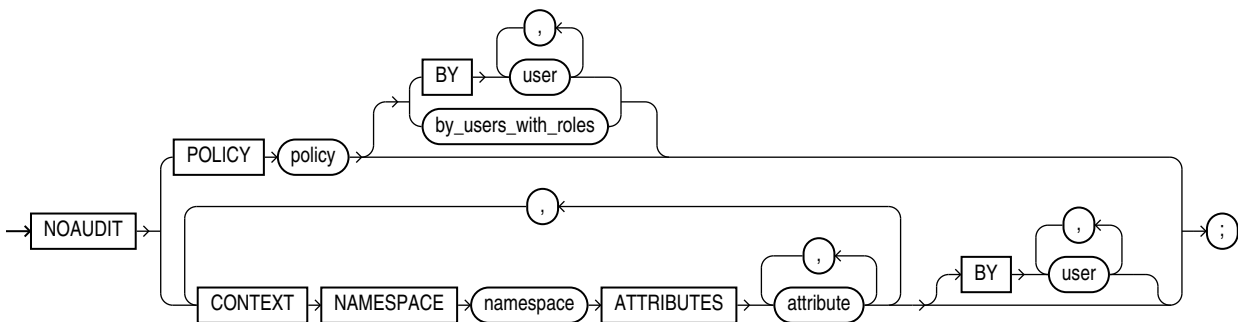 ,
BY user
by_users_with_roles
POLICY policy
,
NOAUDIT ;
, ,
BY user
CONTEXT NAMESPACE namespace ATTRIBUTES attribute